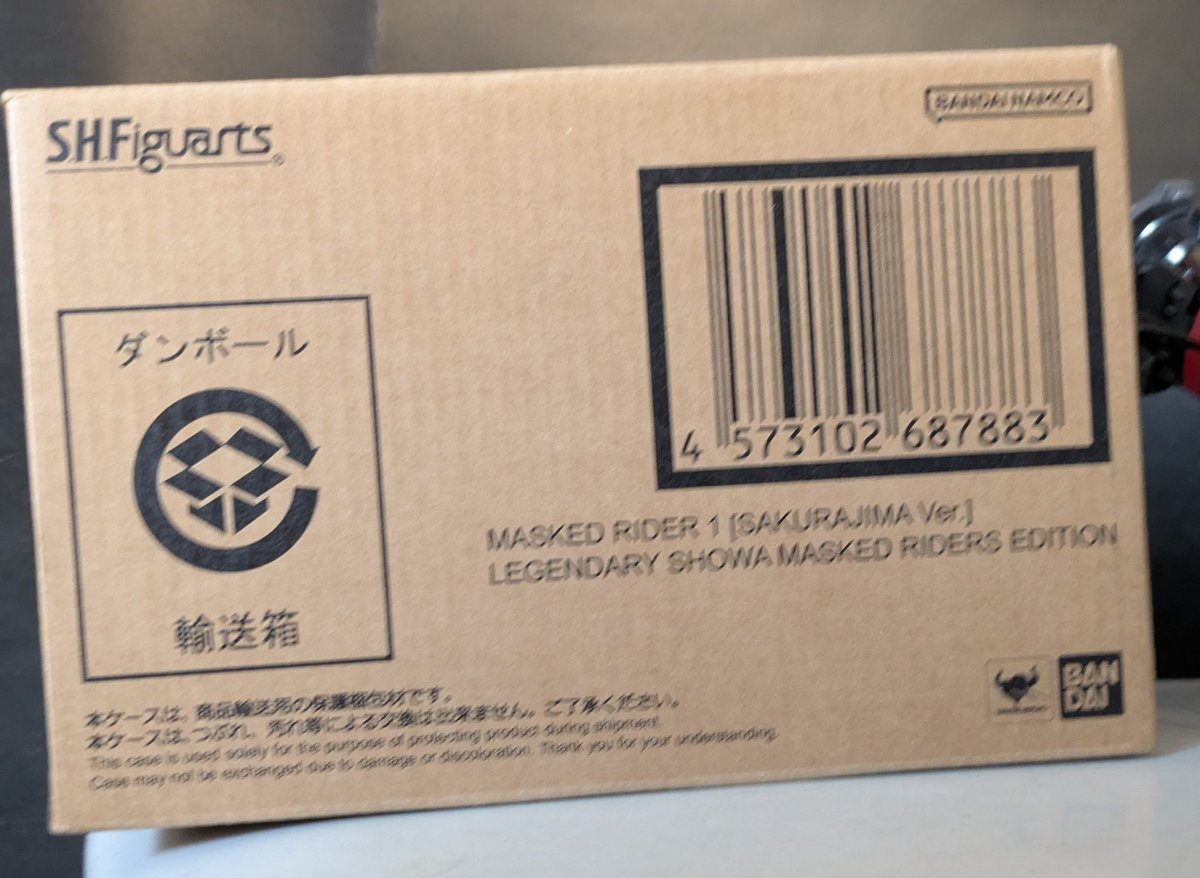 S.H.Figuarts®
BANDAI NAMCO
4 573102 687883
ダンボール
輸送箱
MASKED RIDER 1 [SAKURAJIMA Ver.]
LEGENDARY SHOWA MASKED RIDERS EDITION
本ケースは、商品輸送用の保護梱包材です。
本ケースは、つぶれ、汚れ等による交換は出来ません。ご了承ください。
This case is used solely for the purpose of protecting product during shipment.
Case may not be exchanged due to damage or discoloration. Thank you for your understanding.
BAN
DAI